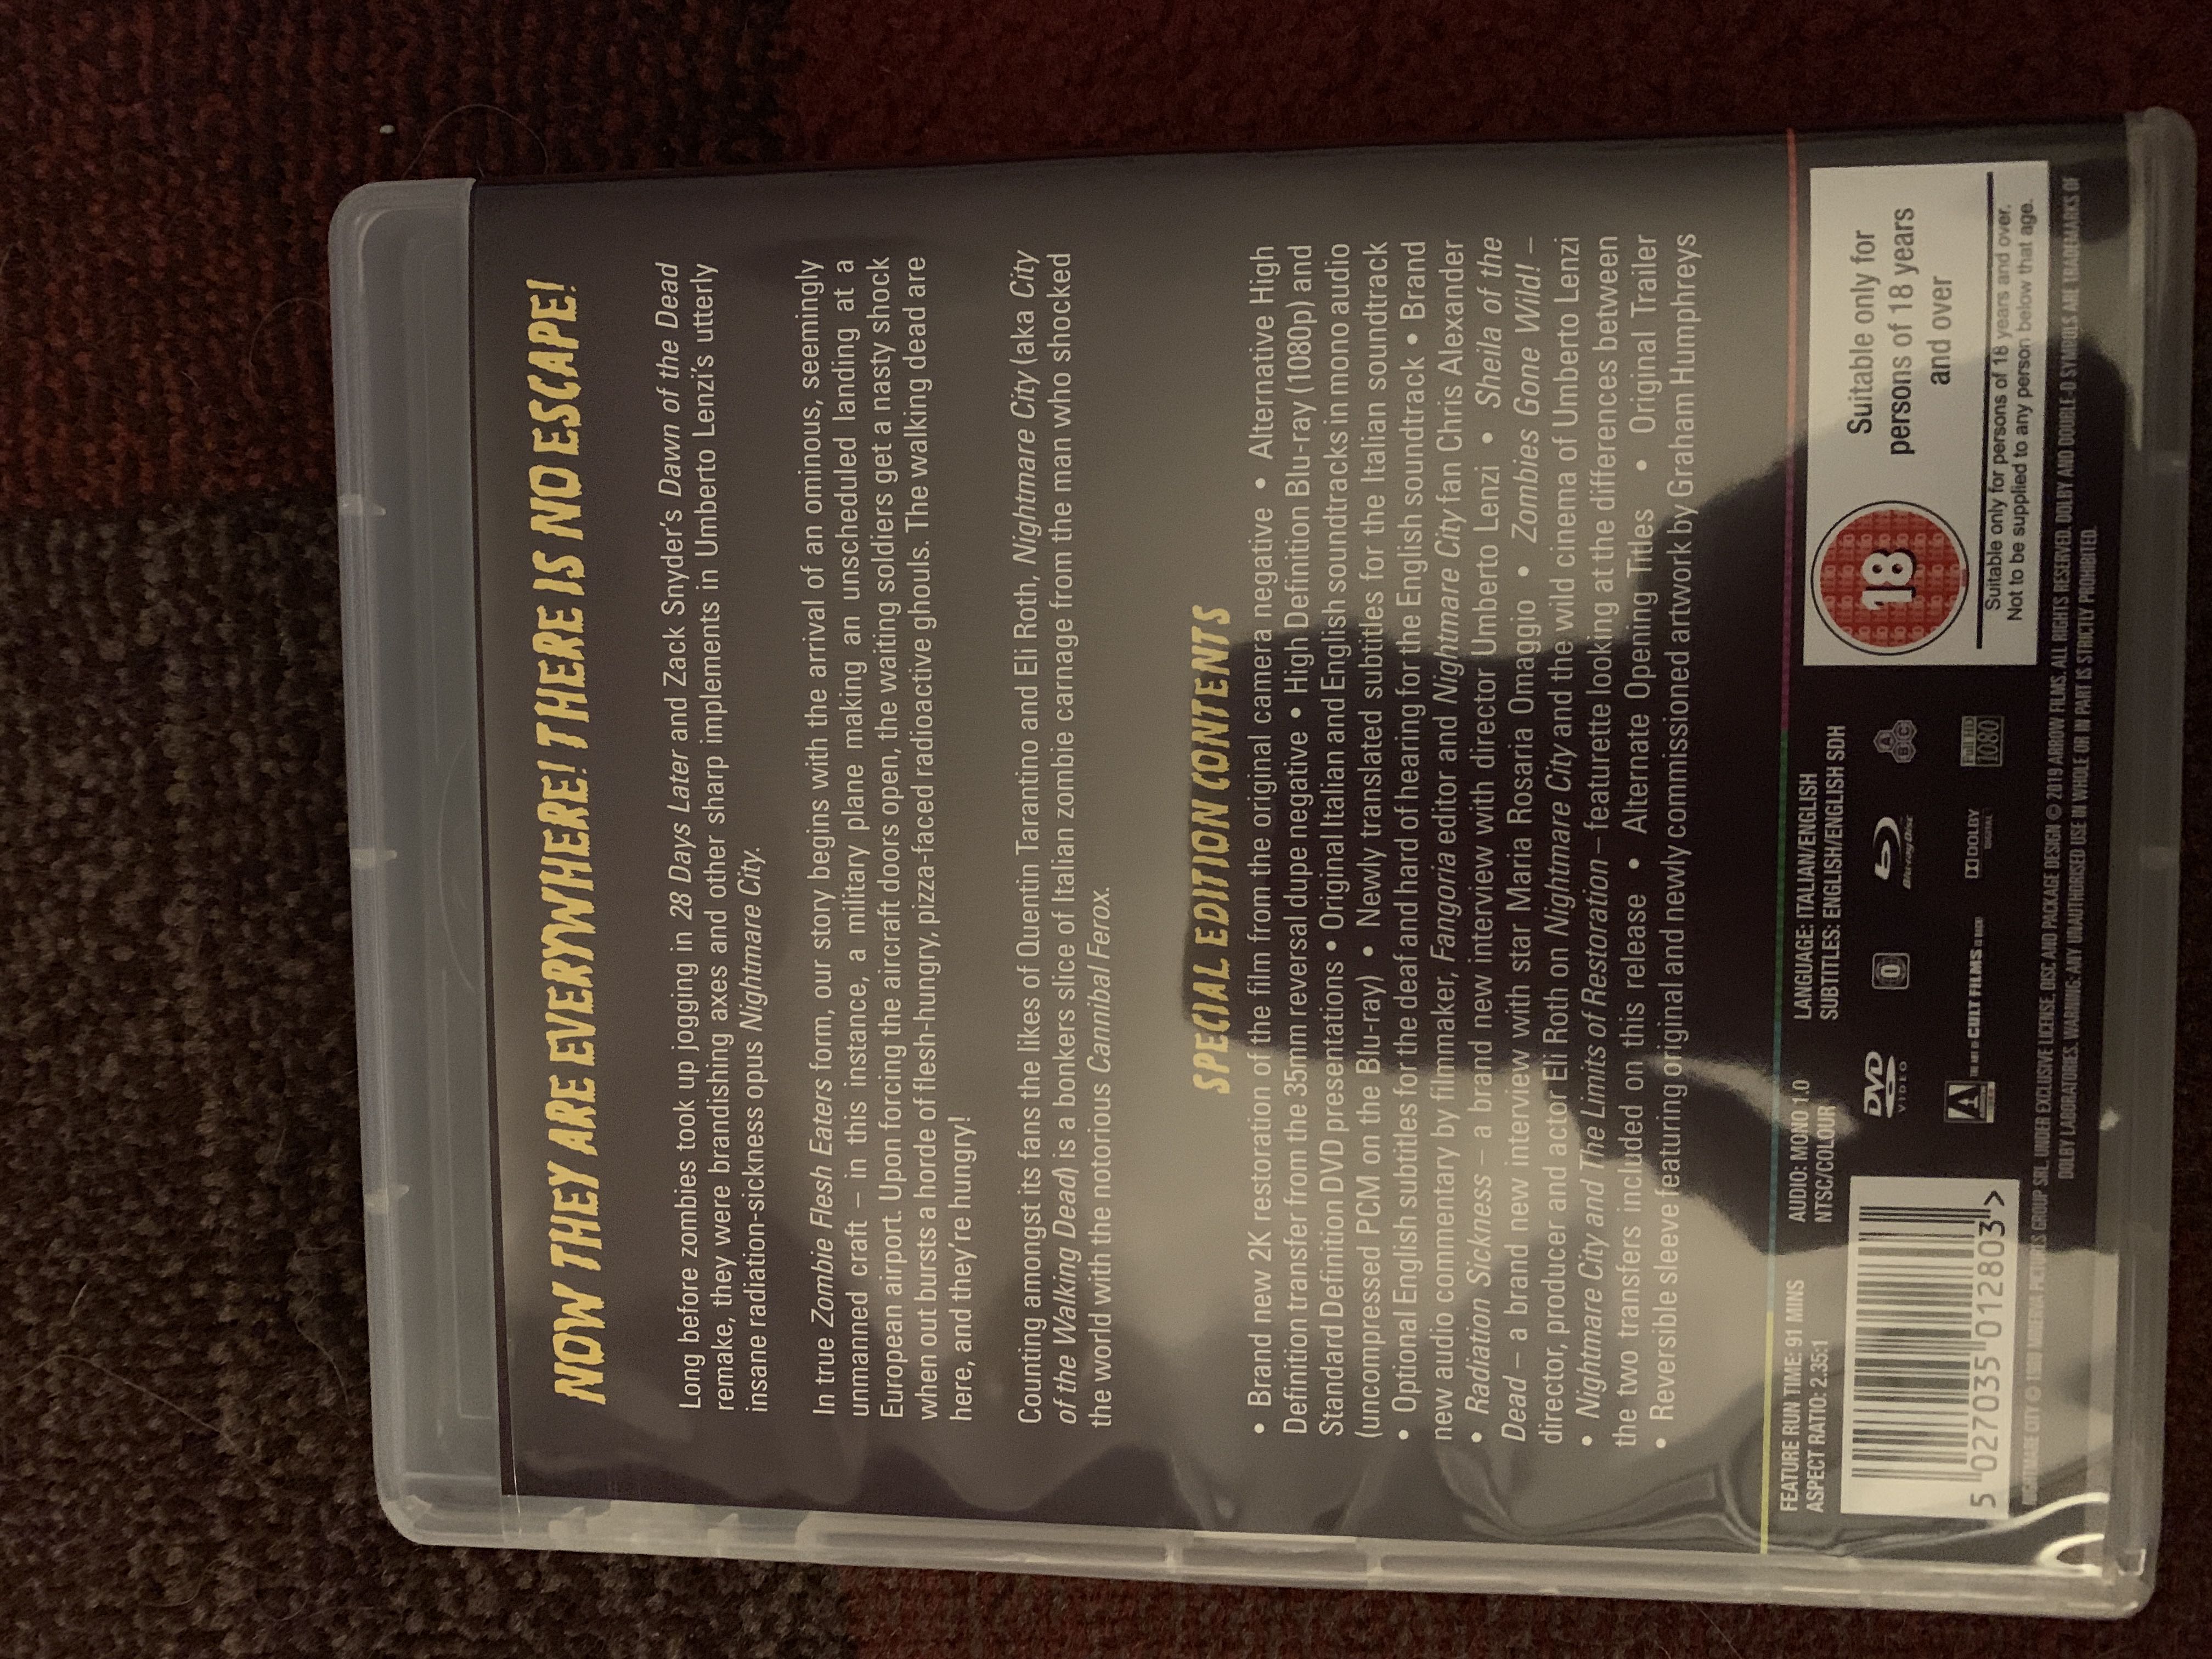 NOW THEY ARE EVERYWHERE! THERE IS NO ESCAPE!
Long before zombies took up jogging in 28 Days Later and Zack Snyder's Dawn of the Dead
remake, they were brandishing axes and other sharp implements in Umberto Lenzi's utterly
insane radiation-sickness opus Nightmare City.
In true Zombie Flesh Eaters form, our story begins with the arrival of an ominous, seemingly
unmanned craft – in this instance, a military plane making an unscheduled landing at a
European airport. Upon forcing the aircraft doors open, the waiting soldiers get a nasty shock
when out bursts a horde of flesh-hungry, pizza-faced radioactive ghouls. The walking dead are
here, and they're hungry!
Counting amongst its fans the likes of Quentin Tarantino and Eli Roth, Nightmare City (aka City
of the Walking Dead) is a bonkers slice of Italian zombie carnage from the man who shocked
the world with the notorious Cannibal Ferox.
SPECIAL EDITION CONTENTS
• Brand new 2K restoration of the film from the original camera negative • Alternative High
Definition transfer from the 35mm reversal dupe negative • High Definition Blu-ray (1080p) and
Standard Definition DVD presentations • Original Italian and English soundtracks in mono audio
(uncompressed PCM on the Blu-ray) • Newly translated subtitles for the Italian soundtrack
• Optional English subtitles for the deaf and hard of hearing for the English soundtrack • Brand
new audio commentary by filmmaker, Fangoria editor and Nightmare City fan Chris Alexander
• Radiation Sickness – a brand new interview with director Umberto Lenzi • Sheila of the
Dead – a brand new interview with star Maria Rosaria Omaggio • Zombies Gone Wild! –
director, producer and actor Eli Roth on Nightmare City and the wild cinema of Umberto Lenzi
• Nightmare City and The Limits of Restoration – featurette looking at the differences between
the two transfers included on this release • Alternate Opening Titles • Original Trailer
• Reversible sleeve featuring original and newly commissioned artwork by Graham Humphreys
FEATURE RUN TIME: 91 MINS
ASPECT RATIO: 2.35:1
AUDIO: MONO 1.0
NTSC/COLOUR
LANGUAGE: ITALIAN/ENGLISH
SUBTITLES: ENGLISH/ENGLISH SDH
5 027035 012803 >
DVD
VIDEO
0
Blu-ray Disc
A B C
A
CULT FILMS
DOLBY
DIGITAL
1080
18
Suitable only for
persons of 18 years
and over
Suitable only for persons of 18 years and over.
Not to be supplied to any person below that age.
NIGHTMARE CITY © 1980 PICTURES GROUP SRL. UNDER EXCLUSIVE LICENSE. DISC AND PACKAGE DESIGN © 2019 ARROW FILMS. ALL RIGHTS RESERVED. DOLBY AND DOUBLE-D SYMBOLS ARE TRADEMARKS OF
DOLBY LABORATORIES. WARNING: ANY UNAUTHORISED USE IN WHOLE OR IN PART IS STRICTLY PROHIBITED.